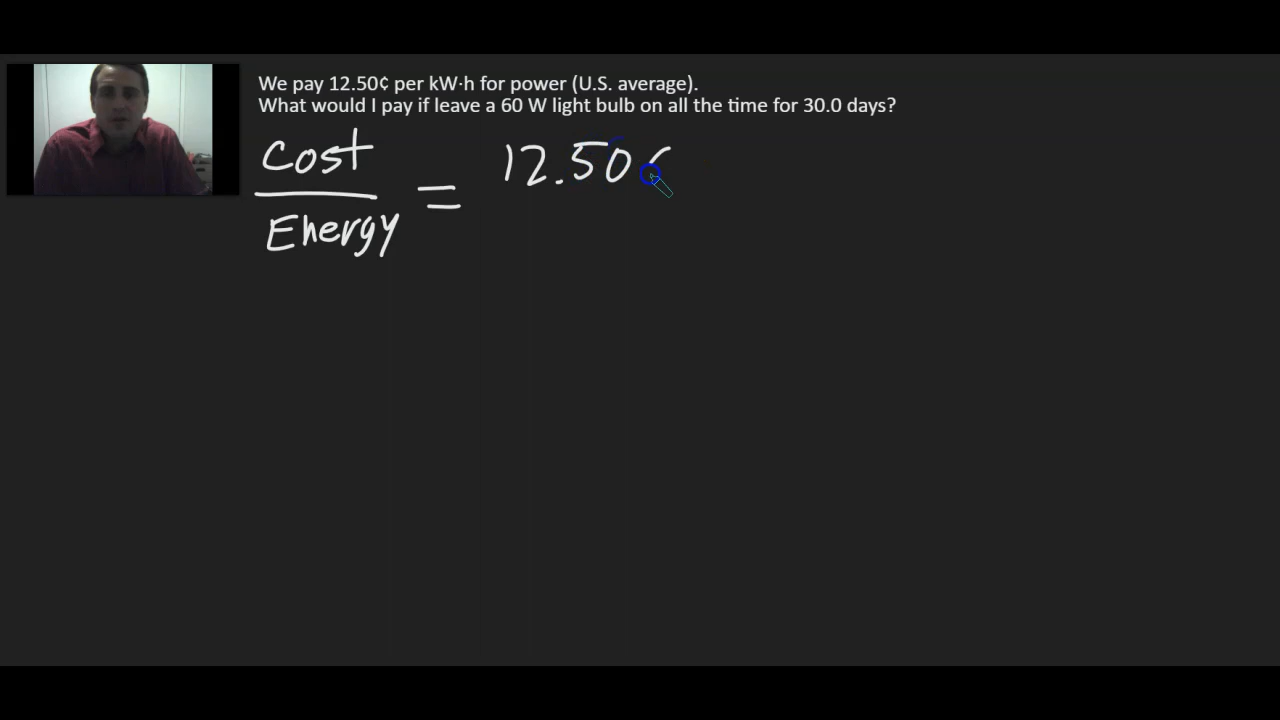 We pay 12.50¢ per kW·h for power (U.S. average).
What would I pay if leave a 60 W light bulb on all the time for 30.0 days?
Cost
Energy
= 12.50